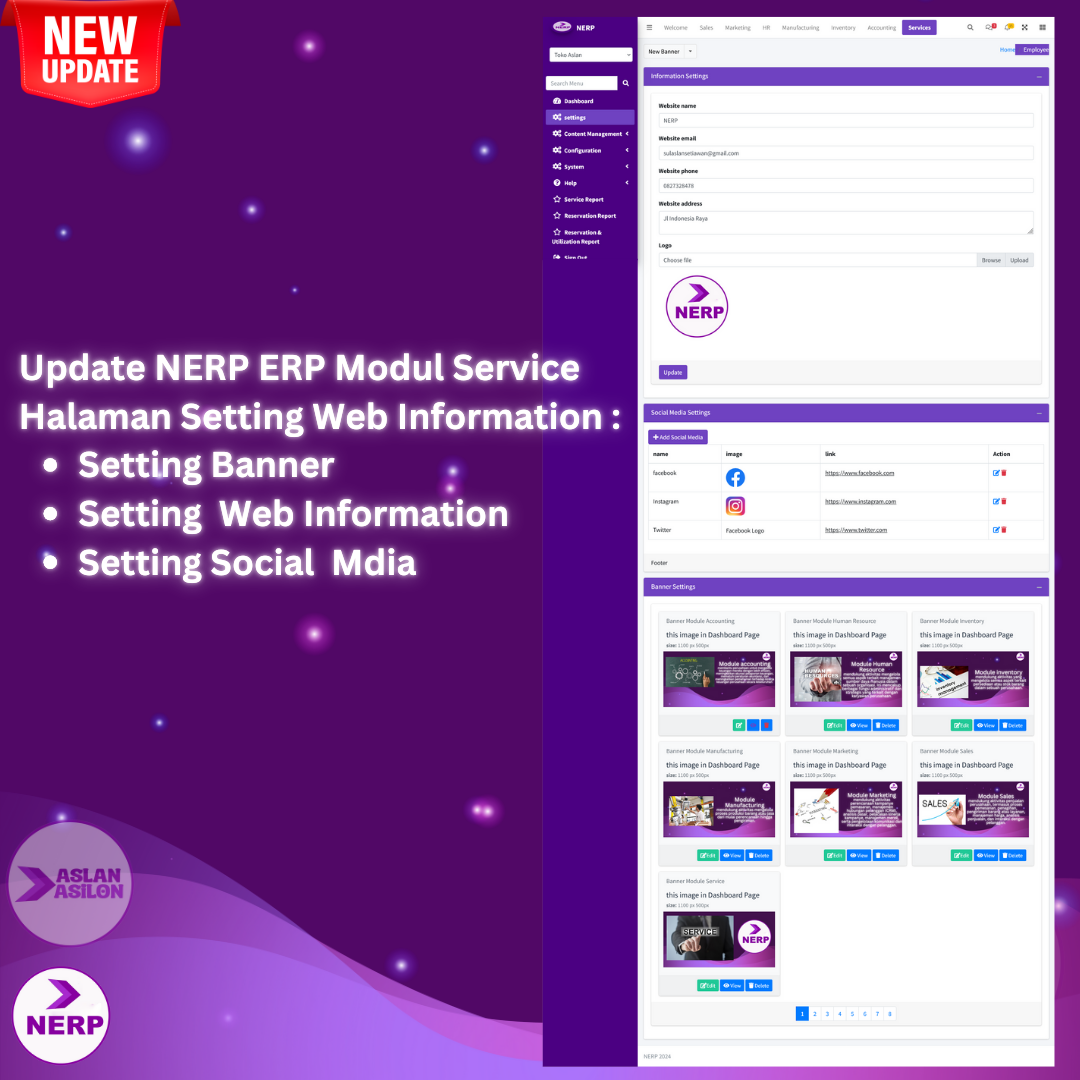 NEW
UPDATE
Update NERP ERP Modul Service
Halaman Setting Web Information :
• Setting Banner
• Setting  Web Information
• Setting Social  Mdia
ASLAN
ASILON
NERP
NERP
Toko Aslan
Search Menu
Dashboard
settings
Content Management
Configuration
System
Help
Service Report
Reservation Report
Reservation &
Utilization Report
Sign Out
Welcome Sales Marketing HR Manufacturing Inventory Accounting Services
New Banner
Home Employee
Information Settings
Website name
NERP
Website email
sulaslansetiawan@gmail.com
Website phone
0827328478
Website address
Jl Indonesia Raya
Logo
Choose file Browse Upload
NERP
Update
Social Media Settings
+ Add Social Media
name image link Action
facebook https://www.facebook.com
Instagram https://www.instagram.com
Twitter Facebook Logo https://www.twitter.com
Footer
Banner Settings
Banner Module Accounting
this image in Dashboard Page
size: 1100 px 500px
Module accounting
Banner Module Human Resource
this image in Dashboard Page
size: 1100 px 500px
HUMAN RESOURCES
Module Human
Resource
Edit View Delete
Banner Module Inventory
this image in Dashboard Page
size: 1100 px 500px
Inventory
management
Module Inventory
Edit View Delete
Banner Module Manufacturing
this image in Dashboard Page
size: 1100 px 500px
Module
Manufacturing
Edit View Delete
Banner Module Marketing
this image in Dashboard Page
size: 1100 px 500px
Module Marketing
Edit View Delete
Banner Module Sales
this image in Dashboard Page
size: 1100 px 500px
SALES
Module Sales
Edit View Delete
Banner Module Service
this image in Dashboard Page
size: 1100 px 500px
SERVICE
NERP
Edit View Delete
1 2 3 4 5 6 7 8
NERP 2024